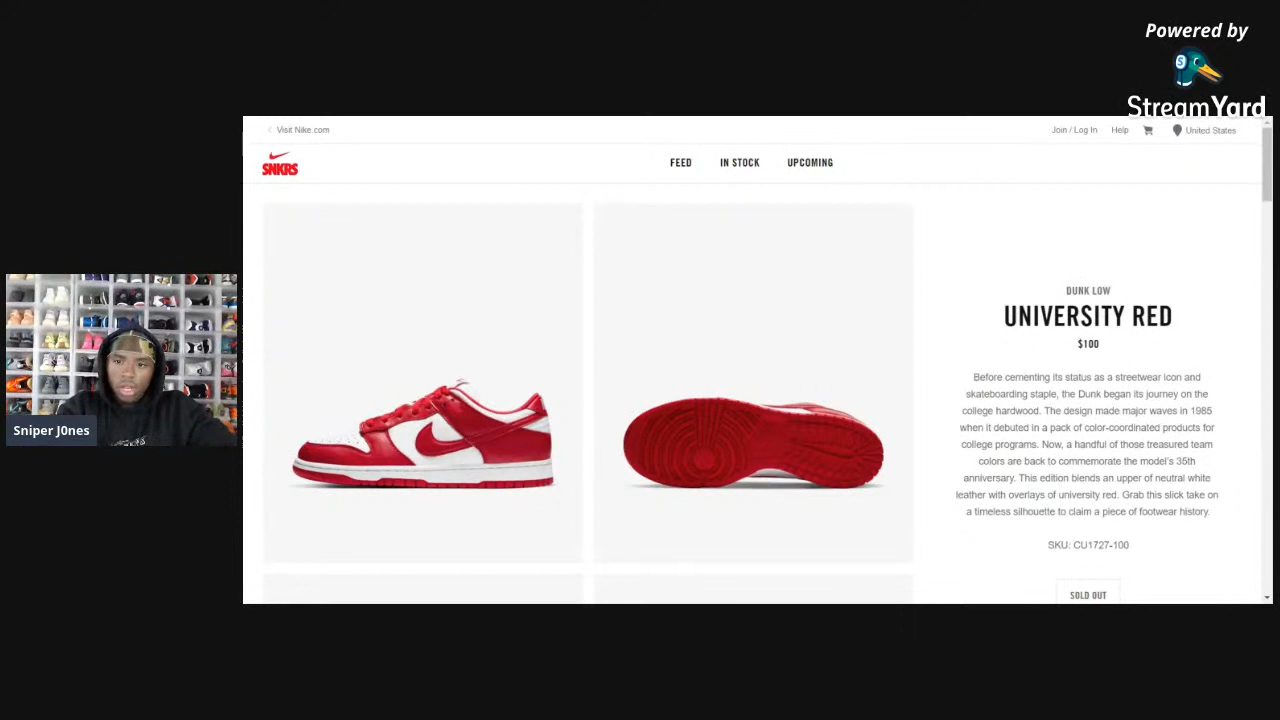 Powered by
StreamYard
Visit Nike.com
Join / Log In Help United States
SNKRS
FEED IN STOCK UPCOMING
DUNK LOW
UNIVERSITY RED
$100
Before cementing its status as a streetwear icon and
skateboarding staple, the Dunk began its journey on the
college hardwood. The design made major waves in 1985
when it debuted in a pack of color-coordinated products for
college programs. Now, a handful of those treasured team
colors are back to commemorate the model's 35th
anniversary. This edition blends an upper of neutral white
leather with overlays of university red. Grab this slick take on
a timeless silhouette to claim a piece of footwear history.
SKU: CU1727-100
SOLD OUT
Sniper J0nes